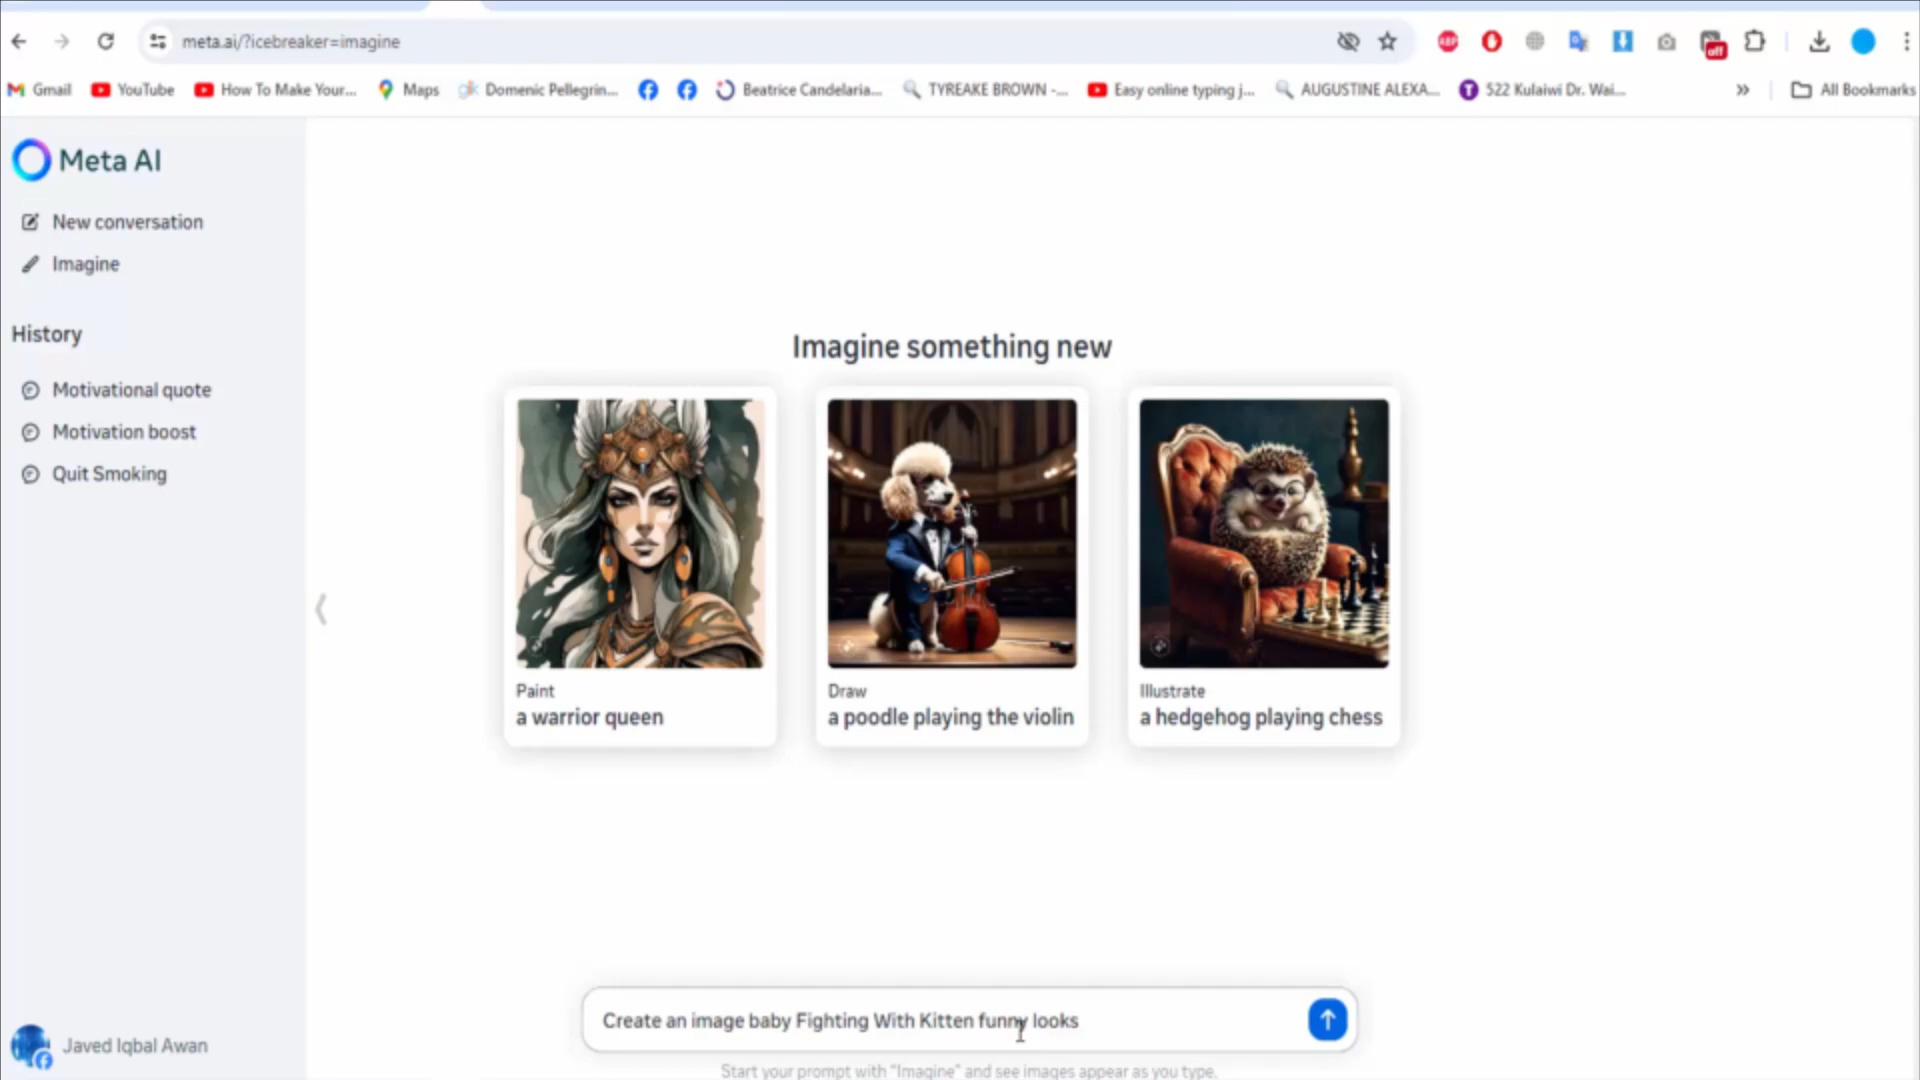 meta.ai/?icebreaker=imagine
ABP
off
Gmail
YouTube
How To Make Your...
Maps
Domenic Pellegrin...
Beatrice Candelaria...
TYREAKE BROWN -...
Easy online typing j...
AUGUSTINE ALEXA...
T
522 Kulaiwi Dr. Wai...
»
All Bookmarks
Meta AI
New conversation
Imagine
History
Motivational quote
Motivation boost
Quit Smoking
Imagine something new
Paint
a warrior queen
Draw
a poodle playing the violin
Illustrate
a hedgehog playing chess
Create an image baby Fighting With Kitten funny looks
Start your prompt with "Imagine" and see images appear as you type.
Javed Iqbal Awan